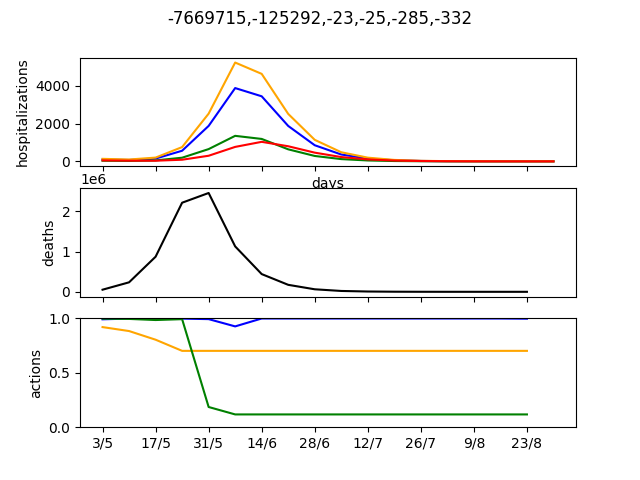 -7669715,-125292,-23,-25,-285,-332
hospitalizations
4000
2000
0
days
1e6
deaths
2
1
0
actions
1.0
0.5
0.0
3/5 17/5 31/5 14/6 28/6 12/7 26/7 9/8 23/8